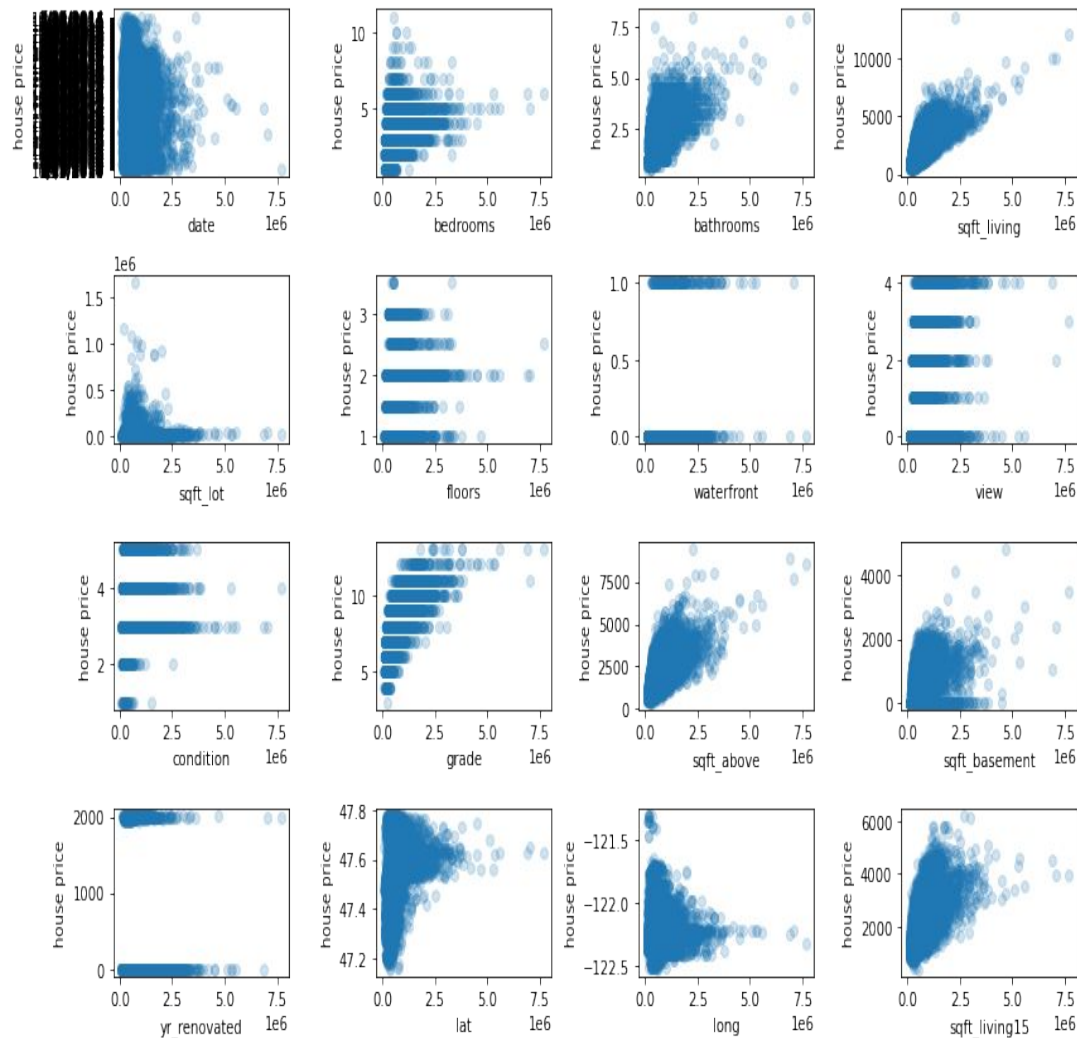 house price
0.0 2.5 5.0 7.5
1e6
date
house price
10
5
0.0 2.5 5.0 7.5
1e6
bedrooms
house price
7.5
5.0
2.5
0.0 2.5 5.0 7.5
1e6
bathrooms
house price
10000
5000
0
0.0 2.5 5.0 7.5
1e6
sqft_living
1e6
house price
1.5
1.0
0.5
0.0
0.0 2.5 5.0 7.5
1e6
sqft_lot
house price
3
2
1
0.0 2.5 5.0 7.5
1e6
floors
house price
1.0
0.5
0.0
0.0 2.5 5.0 7.5
1e6
waterfront
house price
4
2
0
0.0 2.5 5.0 7.5
1e6
view
house price
4
2
0.0 2.5 5.0 7.5
1e6
condition
house price
10
5
0.0 2.5 5.0 7.5
1e6
grade
house price
7500
5000
2500
0
0.0 2.5 5.0 7.5
1e6
sqft_above
house price
4000
2000
0
0.0 2.5 5.0 7.5
1e6
sqft_basement
house price
2000
1000
0
0.0 2.5 5.0 7.5
1e6
yr_renovated
house price
47.8
47.6
47.4
47.2
0.0 2.5 5.0 7.5
1e6
lat
house price
−121.5
−122.0
−122.5
0.0 2.5 5.0 7.5
1e6
long
house price
6000
4000
2000
0.0 2.5 5.0 7.5
1e6
sqft_living15